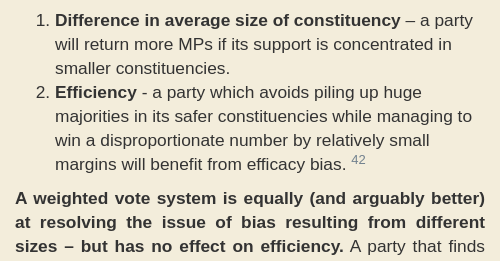 1. Difference in average size of constituency – a party
will return more MPs if its support is concentrated in
smaller constituencies.
2. Efficiency - a party which avoids piling up huge
majorities in its safer constituencies while managing to
win a disproportionate number by relatively small
margins will benefit from efficacy bias. 42
A weighted vote system is equally (and arguably better)
at resolving the issue of bias resulting from different
sizes – but has no effect on efficiency. A party that finds